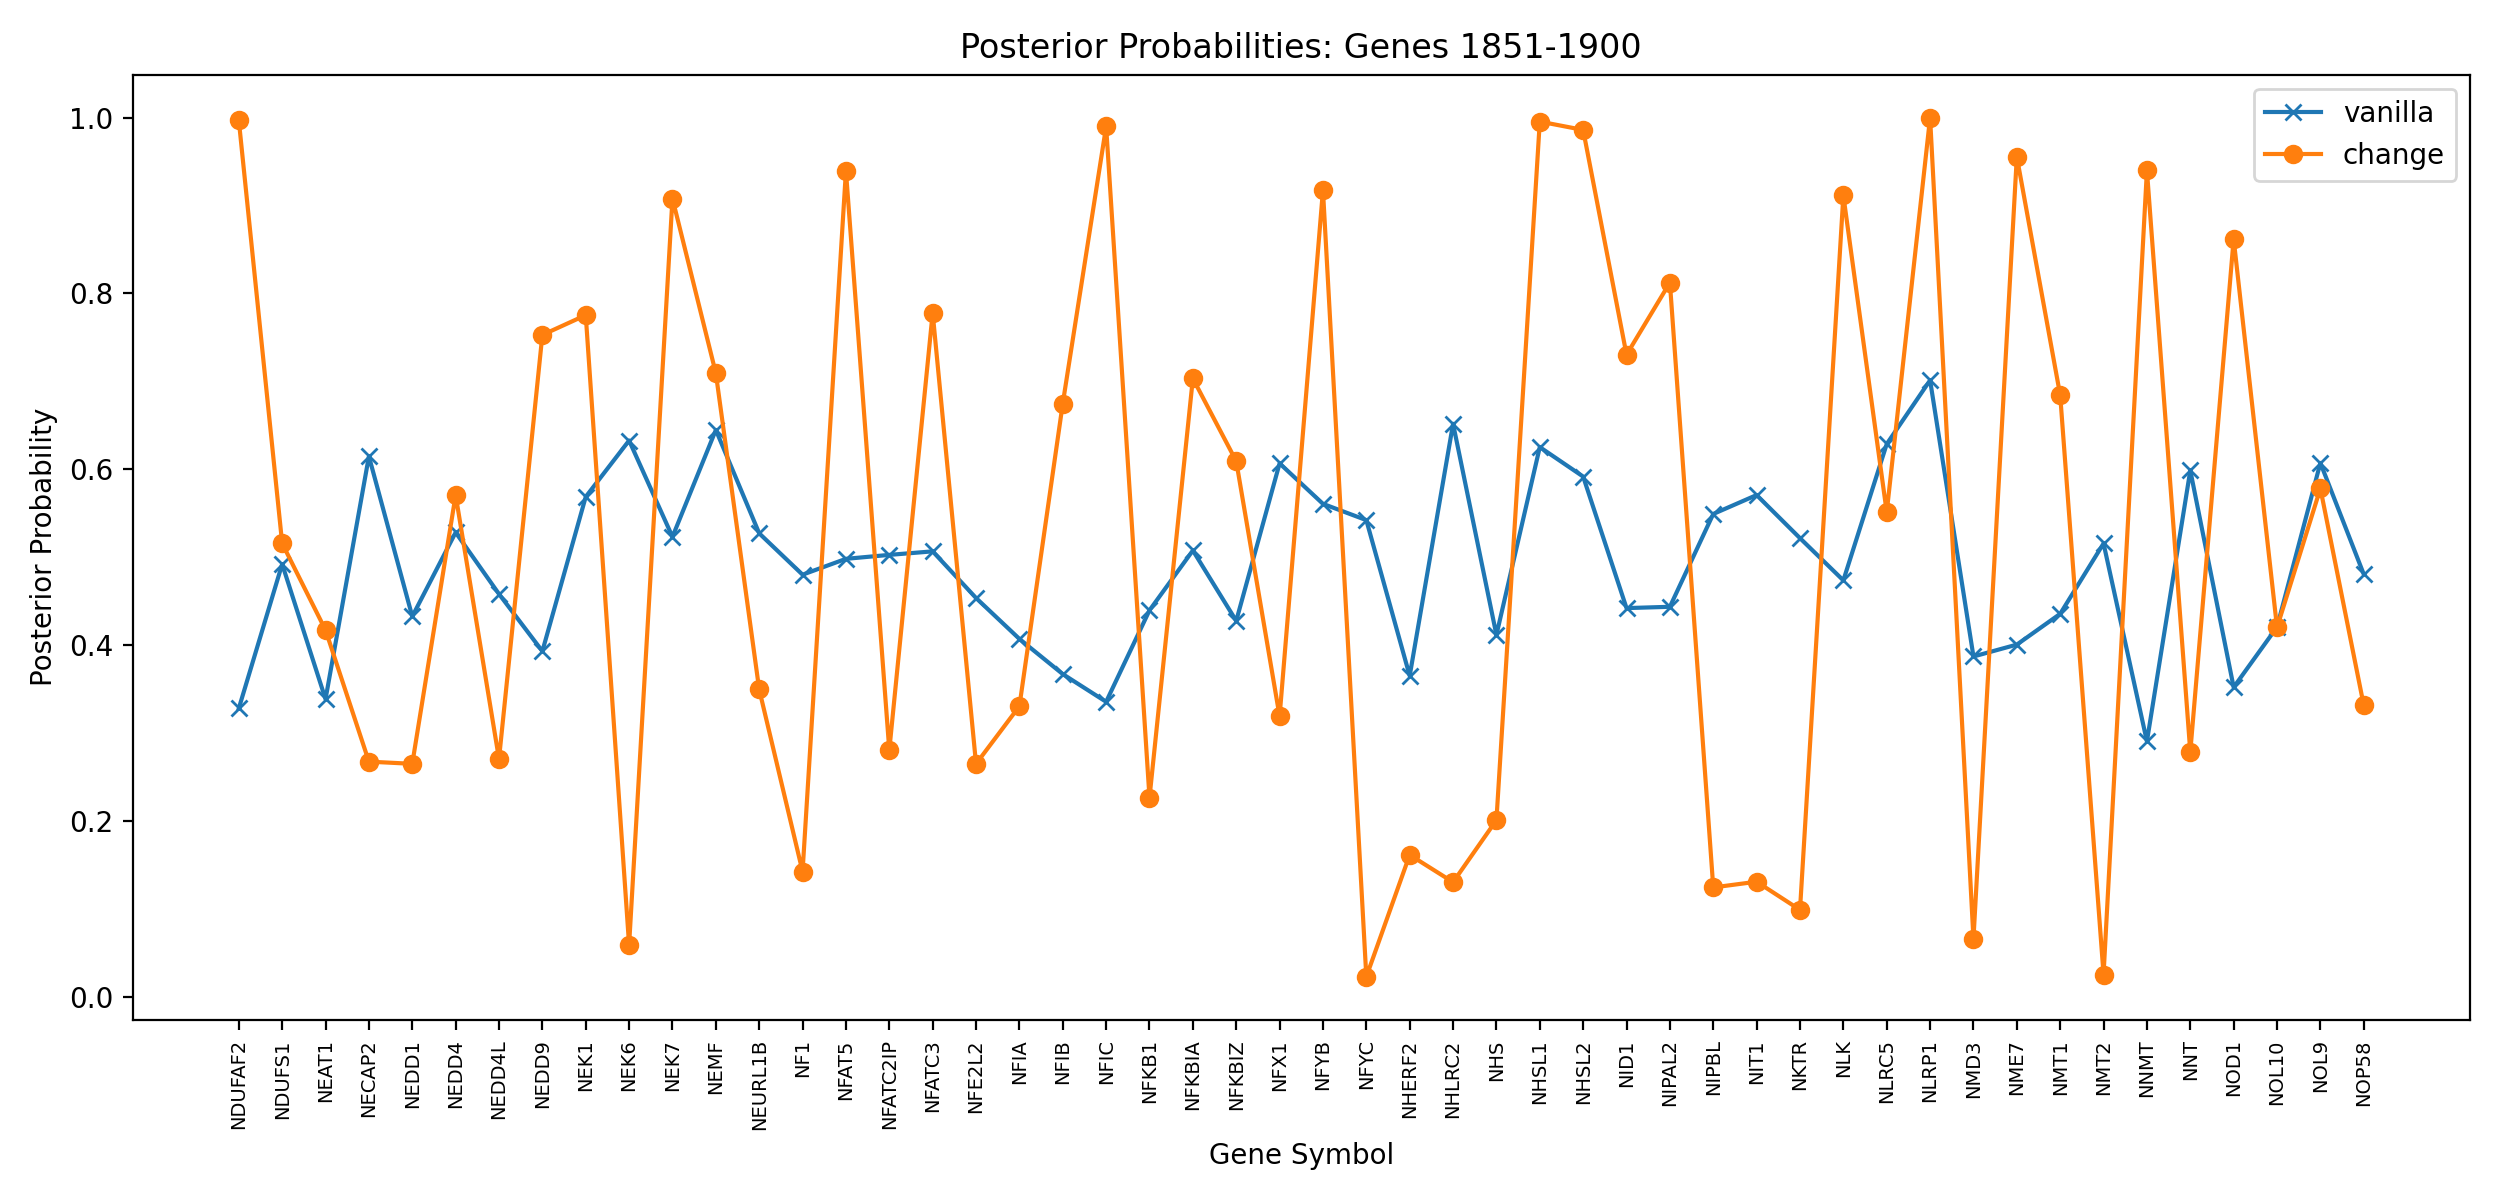 Posterior Probabilities: Genes 1851-1900
vanilla
change
Posterior Probability
1.0
0.8
0.6
0.4
0.2
0.0
NDUFAF2
NDUFS1
NEAT1
NECAP2
NEDD1
NEDD4
NEDD4L
NEDD9
NEK1
NEK6
NEK7
NEMF
NEURL1B
NF1
NFAT5
NFATC2IP
NFATC3
NFE2L2
NFIA
NFIB
NFIC
NFKB1
NFKBIA
NFKBIZ
NFX1
NFYB
NFYC
NHERF2
NHLRC2
NHS
NHSL1
NHSL2
NID1
NIPAL2
NIPBL
NIT1
NKTR
NLK
NLRC5
NLRP1
NMD3
NME7
NMT1
NMT2
NNMT
NNT
NOD1
NOL10
NOL9
NOP58
Gene Symbol